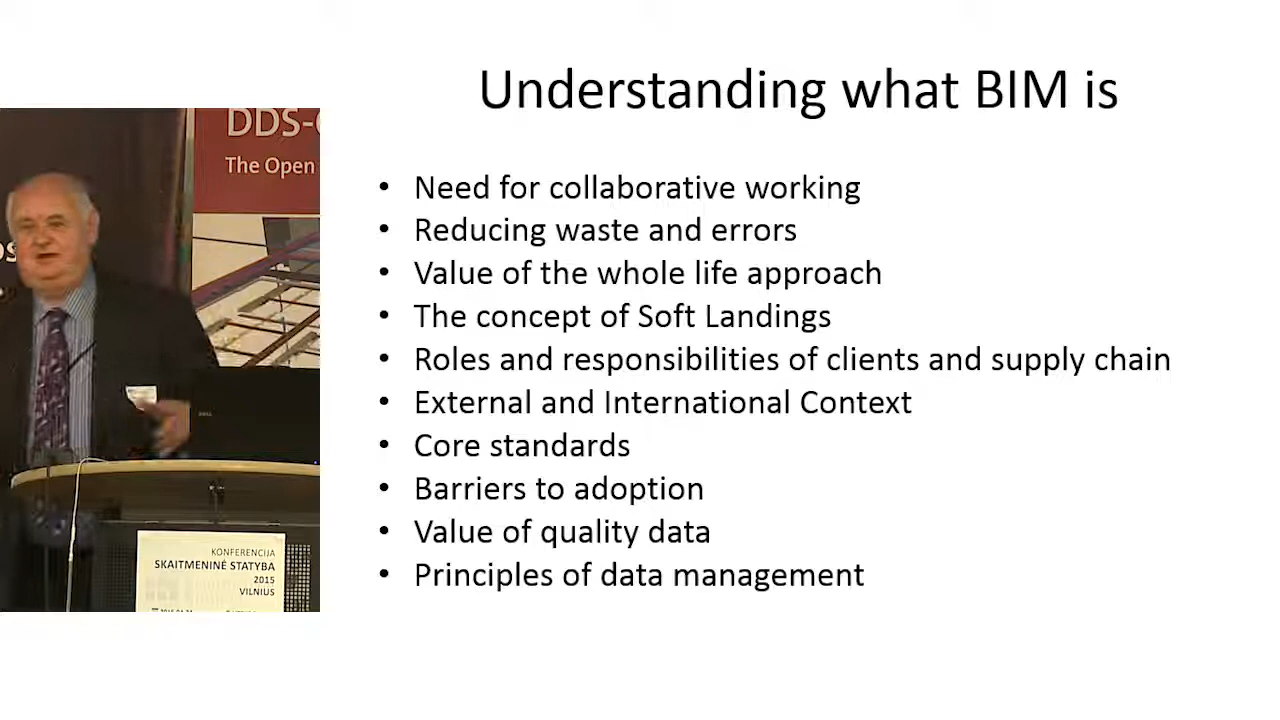 Understanding what BIM is
• Need for collaborative working
• Reducing waste and errors
• Value of the whole life approach
• The concept of Soft Landings
• Roles and responsibilities of clients and supply chain
• External and International Context
• Core standards
• Barriers to adoption
• Value of quality data
• Principles of data management
DDS-
The Open
KONFERENCIJA
SKAITMENINĖ STATYBA
2015
VILNIUS